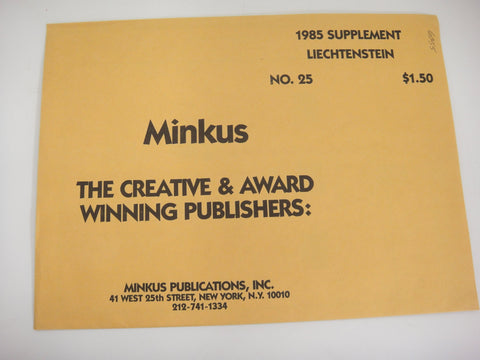 1985 SUPPLEMENT
LIECHTENSTEIN
NO. 25 $1.50
Minkus
THE CREATIVE & AWARD
WINNING PUBLISHERS:
MINKUS PUBLICATIONS, INC.
41 WEST 25th STREET, NEW YORK, N.Y. 10010
212-741-1334